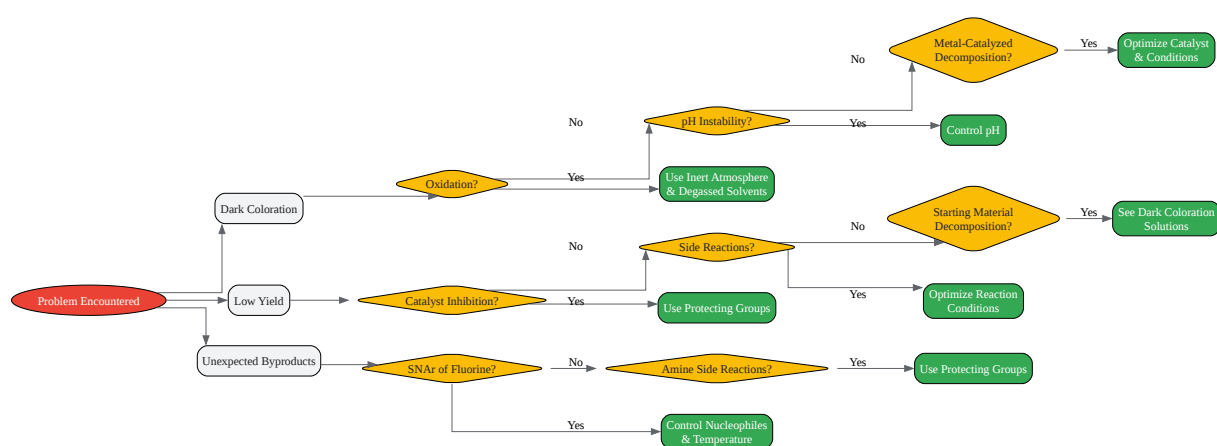 Metal-Catalyzed
Decomposition?
Yes
Optimize Catalyst
& Conditions
No
pH Instability?
Yes
Control pH
No
Oxidation?
Yes
Use Inert Atmosphere
& Degassed Solvents
Dark Coloration
Starting Material
Decomposition?
Yes
See Dark Coloration
Solutions
No
Side Reactions?
No
Yes
Optimize Reaction
Conditions
Problem Encountered
Low Yield
Catalyst Inhibition?
Yes
Use Protecting Groups
Unexpected Byproducts
SNAr of Fluorine?
No
Amine Side Reactions?
Yes
Use Protecting Groups
Yes
Control Nucleophiles
& Temperature